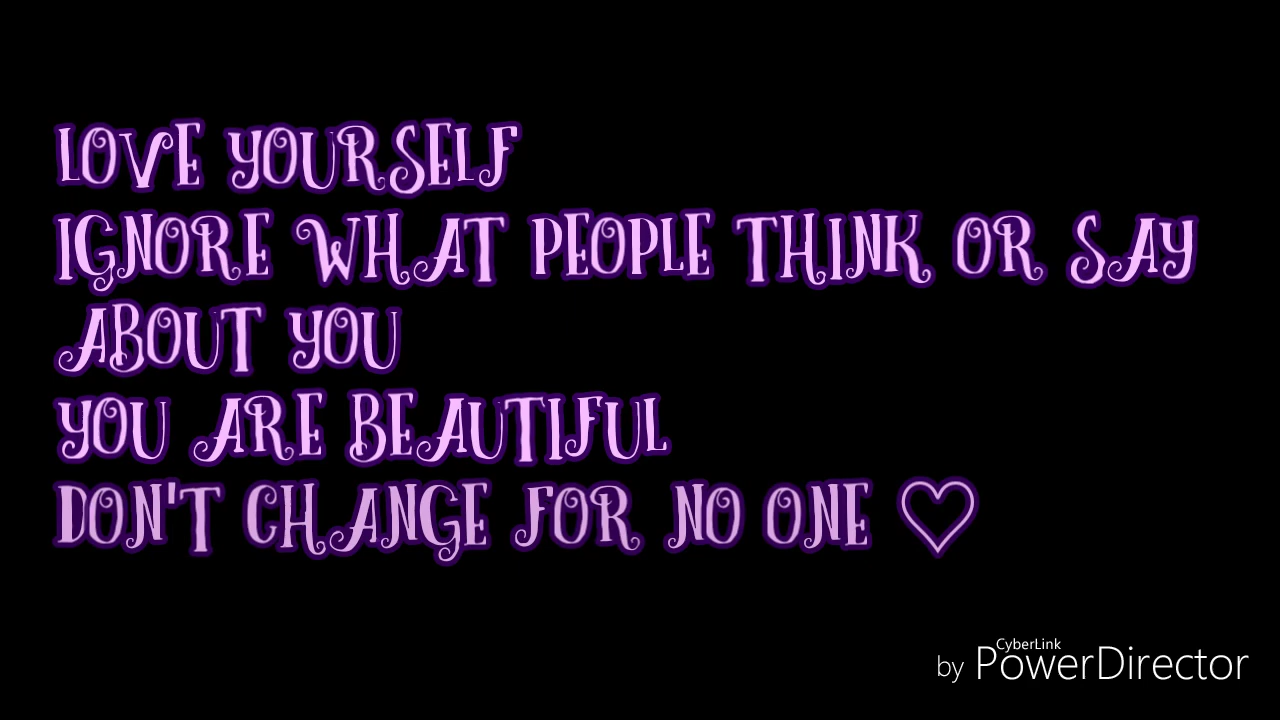 LOVE YOURSELF
IGNORE WHAT PEOPLE THINK OR SAY
ABOUT YOU
YOU ARE BEAUTIFUL
DON'T CHANGE FOR NO ONE ♡
CyberLink
by PowerDirector